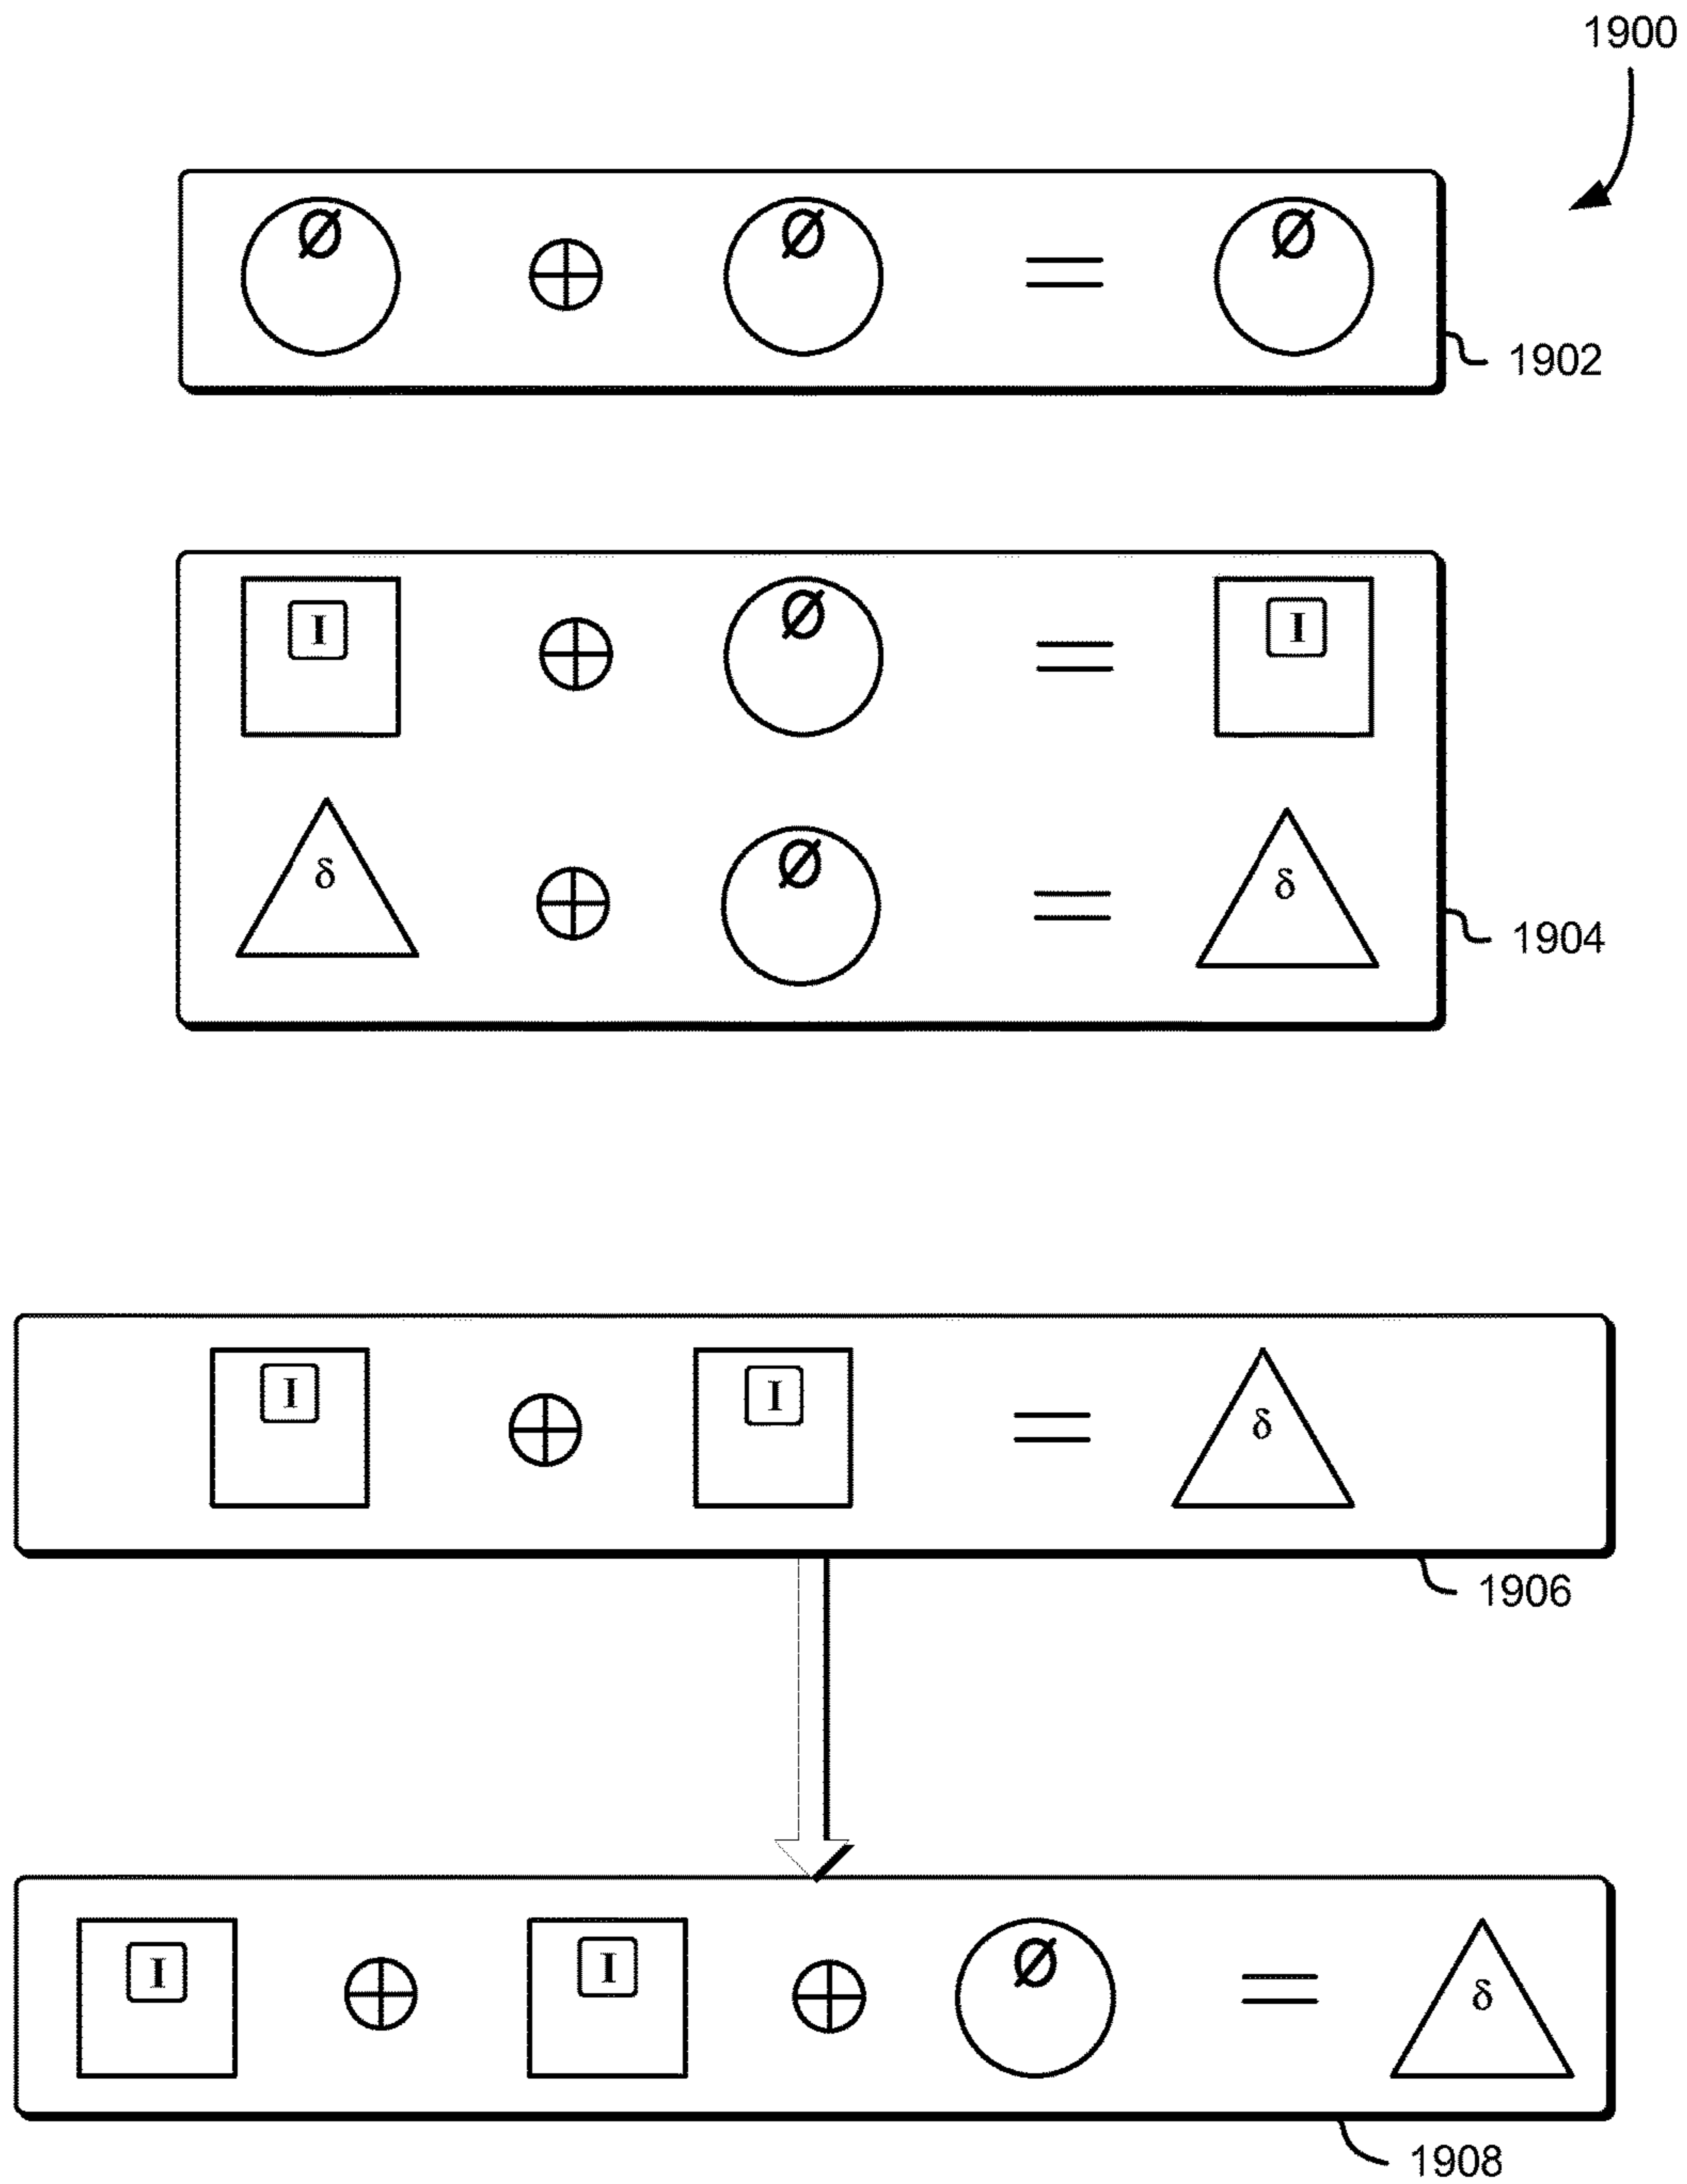 1900
Ø ⊕ Ø = Ø
1902
I ⊕ Ø = I
δ ⊕ Ø = δ
1904
I ⊕ I = δ
1906
I ⊕ I ⊕ Ø = δ
1908